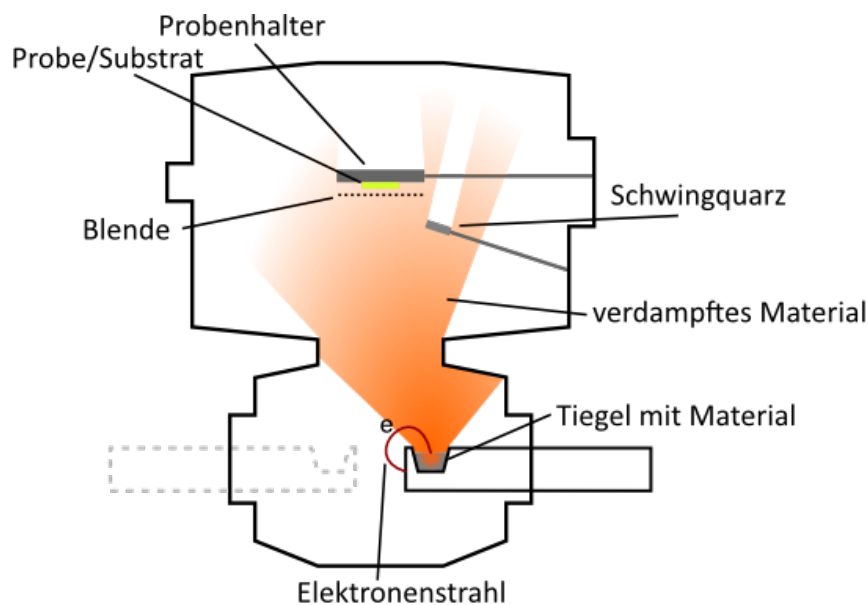 Probenhalter
Probe/Substrat
Schwingquarz
Blende
verdampftes Material
Tiegel mit Material
e
Elektronenstrahl